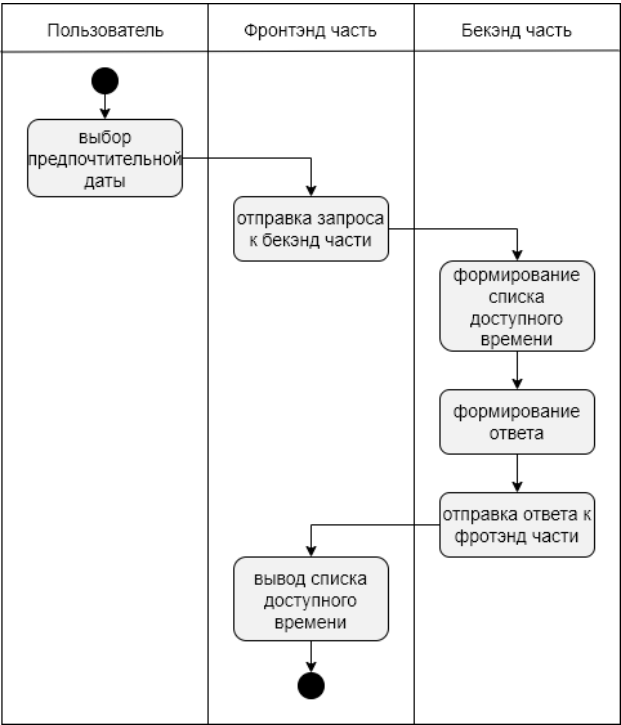 Пользователь
Фронтэнд часть
Бекэнд часть
выбор
предпочтительной
даты
отправка запроса
к бекэнд части
формирование
списка
доступного
времени
формирование
ответа
отправка ответа к
фротэнд части
вывод списка
доступного
времени